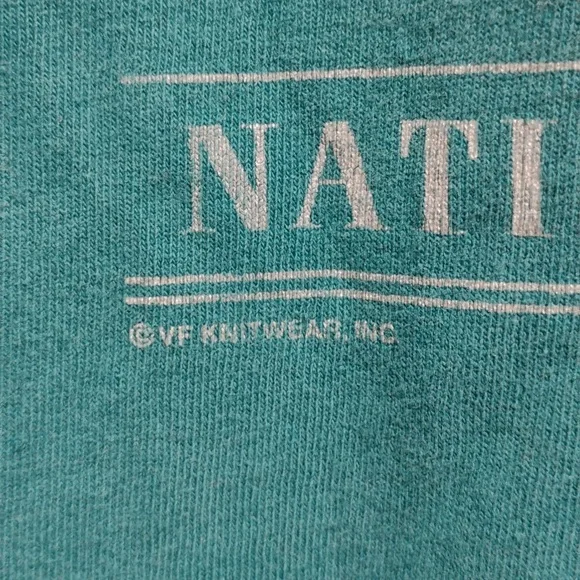 NATI
© VF KNITWEAR, INC.